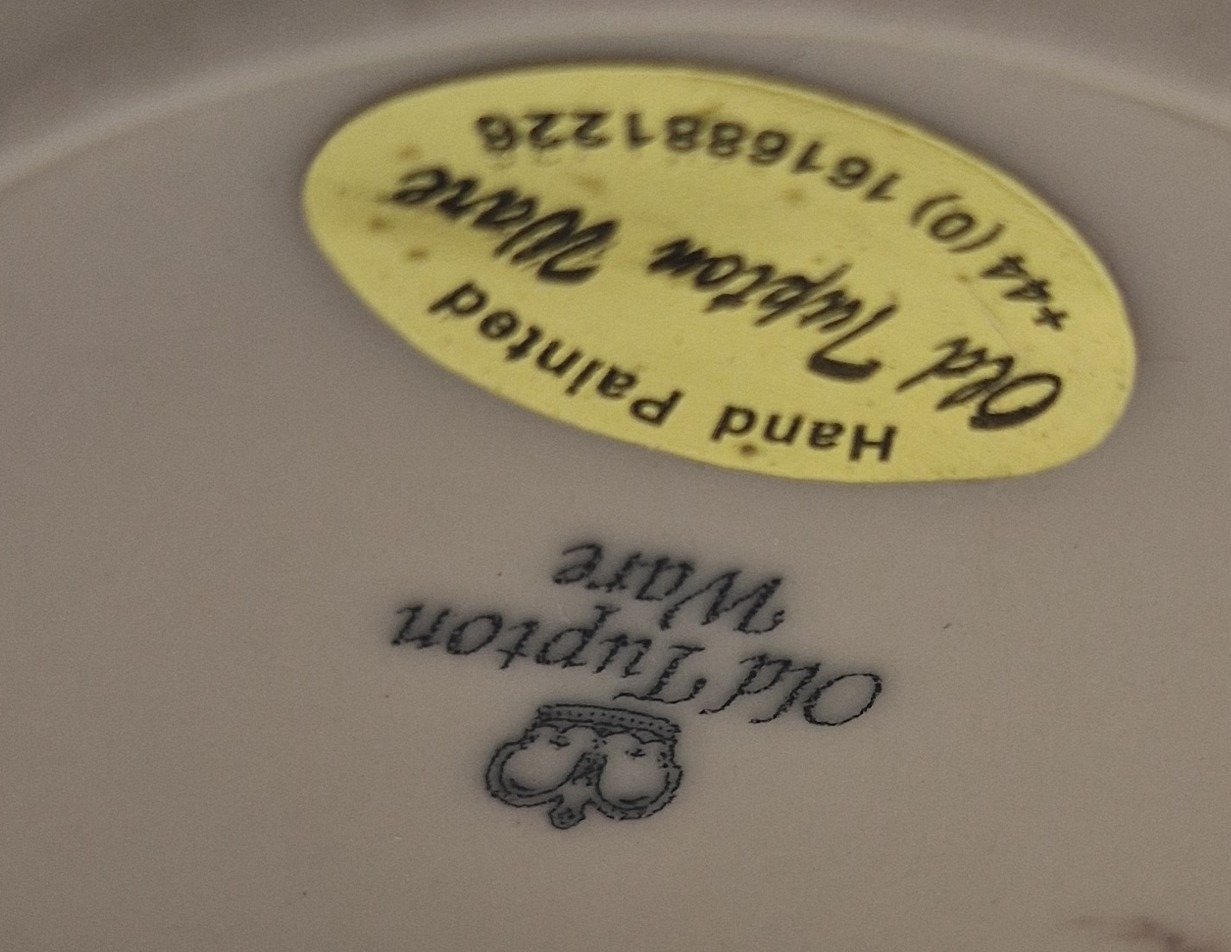 Old Tupton
Ware
Hand Painted
Old Tupton Ware
+44 (0) 1616881226